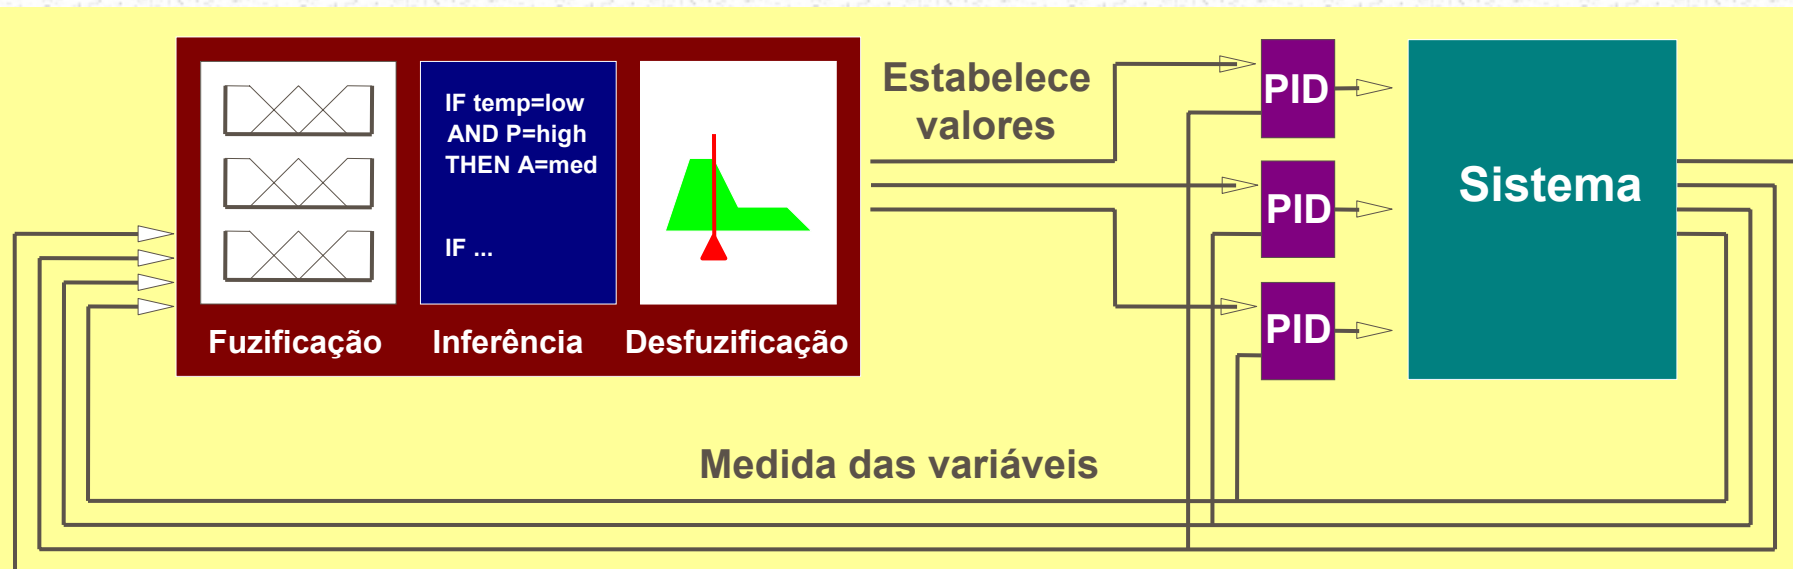 IF temp=low
AND P=high
THEN A=med
IF ...
Fuzificação
Inferência
Desfuzificação
Estabelece
valores
PID
PID
PID
Sistema
Medida das variáveis